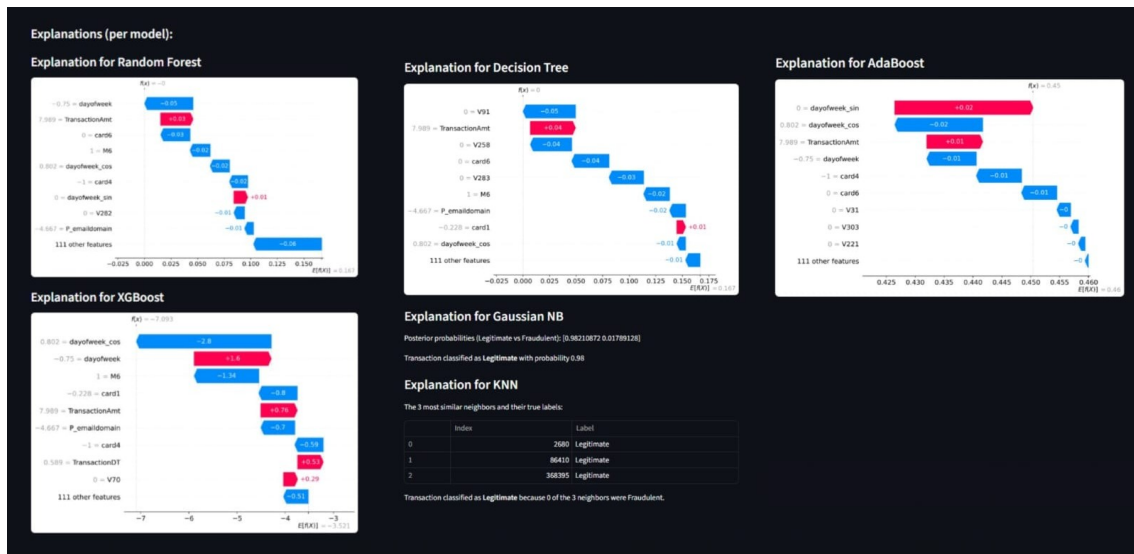 Explanations (per model):
Explanation for Random Forest
f(x) = −0
−0.75 = dayofweek
−0.05
7.989 = TransactionAmt
+0.03
0 = card6
−0.03
1 = M6
−0.02
0.802 = dayofweek_cos
−0.02
−1 = card4
−0.02
0 = dayofweek_sin
+0.01
0 = V282
−0.01
−4.667 = P_emaildomain
−0.01
111 other features
−0.06
−0.025 0.000 0.025 0.050 0.075 0.100 0.125 0.150
E[f(X)] = 0.167
Explanation for XGBoost
f(x) = −7.093
0.802 = dayofweek_cos
−2.8
−0.75 = dayofweek
+1.6
1 = M6
−1.34
−0.228 = card1
−0.8
7.989 = TransactionAmt
+0.76
−4.667 = P_emaildomain
−0.7
−1 = card4
−0.58
0.589 = TransactionDT
+0.53
0 = V70
+0.29
111 other features
−0.51
−7 −6 −5 −4 −3
E[f(X)] = −3.521
Explanation for Decision Tree
f(x) = 0
0 = V91
−0.05
7.989 = TransactionAmt
+0.04
0 = V258
−0.04
0 = card6
−0.04
0 = V283
−0.03
1 = M6
−0.02
−4.667 = P_emaildomain
−0.02
−0.228 = card1
+0.01
0.802 = dayofweek_cos
−0.01
111 other features
−0.01
−0.025 0.000 0.025 0.050 0.075 0.100 0.125 0.150 0.175
E[f(X)] = 0.167
Explanation for Gaussian NB
Posterior probabilities (Legitimate vs Fraudulent): [0.98210872 0.01789128]
Transaction classified as Legitimate with probability 0.98
Explanation for KNN
The 3 most similar neighbors and their true labels:
Index Label
0 2680 Legitimate
1 86410 Legitimate
2 368395 Legitimate
Transaction classified as Legitimate because 0 of the 3 neighbors were Fraudulent.
Explanation for AdaBoost
f(x) = 0.45
0 = dayofweek_sin
+0.02
0.802 = dayofweek_cos
−0.02
7.989 = TransactionAmt
+0.01
−0.75 = dayofweek
−0.01
−1 = card4
−0.01
0 = card6
−0.01
0 = V31
−0
0 = V303
−0
0 = V221
−0
111 other features
−0
0.425 0.430 0.435 0.440 0.445 0.450 0.455 0.460
E[f(X)] = 0.46